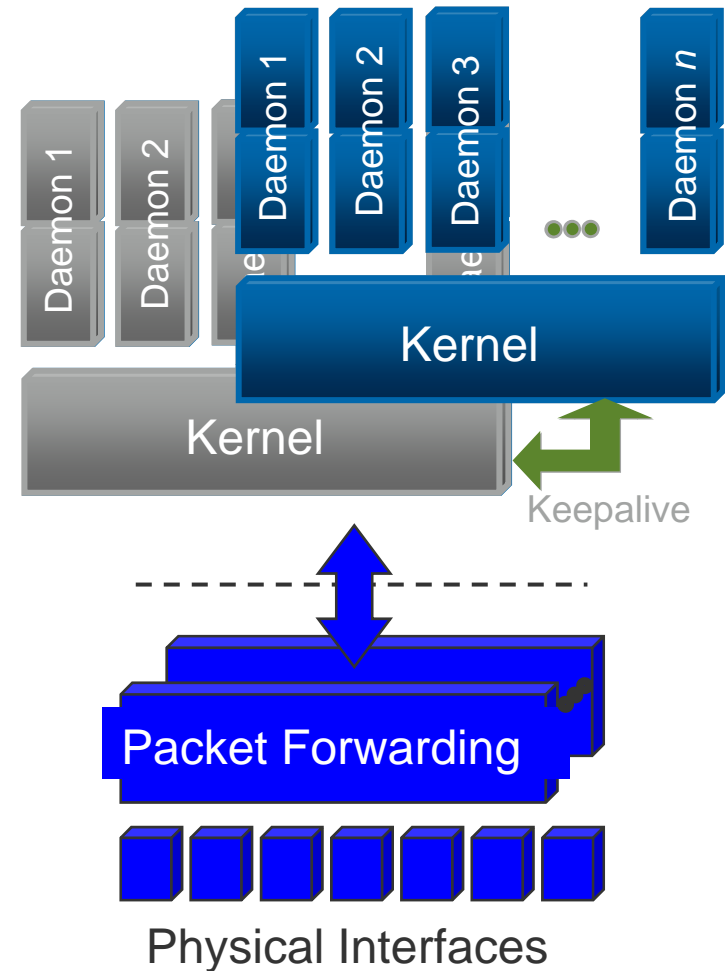 Daemon 1
Daemon 2
Daemon 3
Daemon n
Daemon 1
Daemon 2
Kernel
Kernel
Keepalive
Packet Forwarding
Physical Interfaces